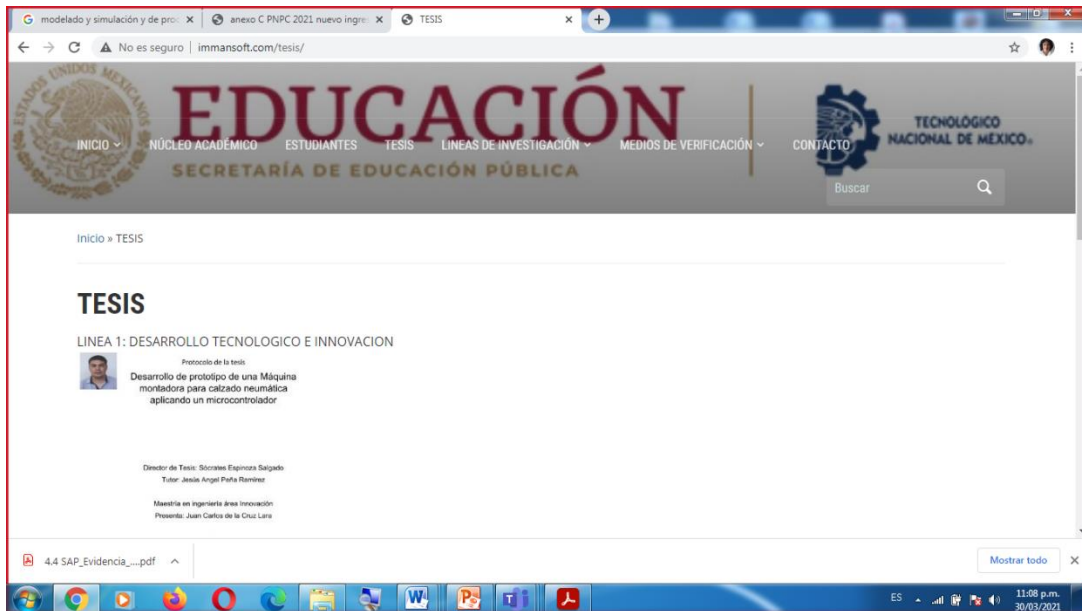 modelado y simulación y de proc
anexo C PNPC 2021 nuevo ingre
TESIS
No es seguro | immansoft.com/tesis/
ESTADOS UNIDOS MEXICANOS
EDUCACIÓN
SECRETARÍA DE EDUCACIÓN PÚBLICA
TECNOLÓGICO
NACIONAL DE MÉXICO®
INICIO NÚCLEO ACADÉMICO ESTUDIANTES TESIS LINEAS DE INVESTIGACIÓN MEDIOS DE VERIFICACIÓN CONTACTO
Buscar
Inicio » TESIS
TESIS
LINEA 1: DESARROLLO TECNOLOGICO E INNOVACION
Protocolo de la tesis
Desarrollo de prototipo de una Máquina
montadora para calzado neumática
aplicando un microcontrolador
Director de Tesis: Sócrates Espinoza Salgado
Tutor: Jesús Angel Peña Ramirez
Maestría en ingeniería área Innovación
Presenta: Juan Carlos de la Cruz Lara
4.4 SAP_Evidencia_....pdf
Mostrar todo
ES
11:08 p.m.
30/03/2021